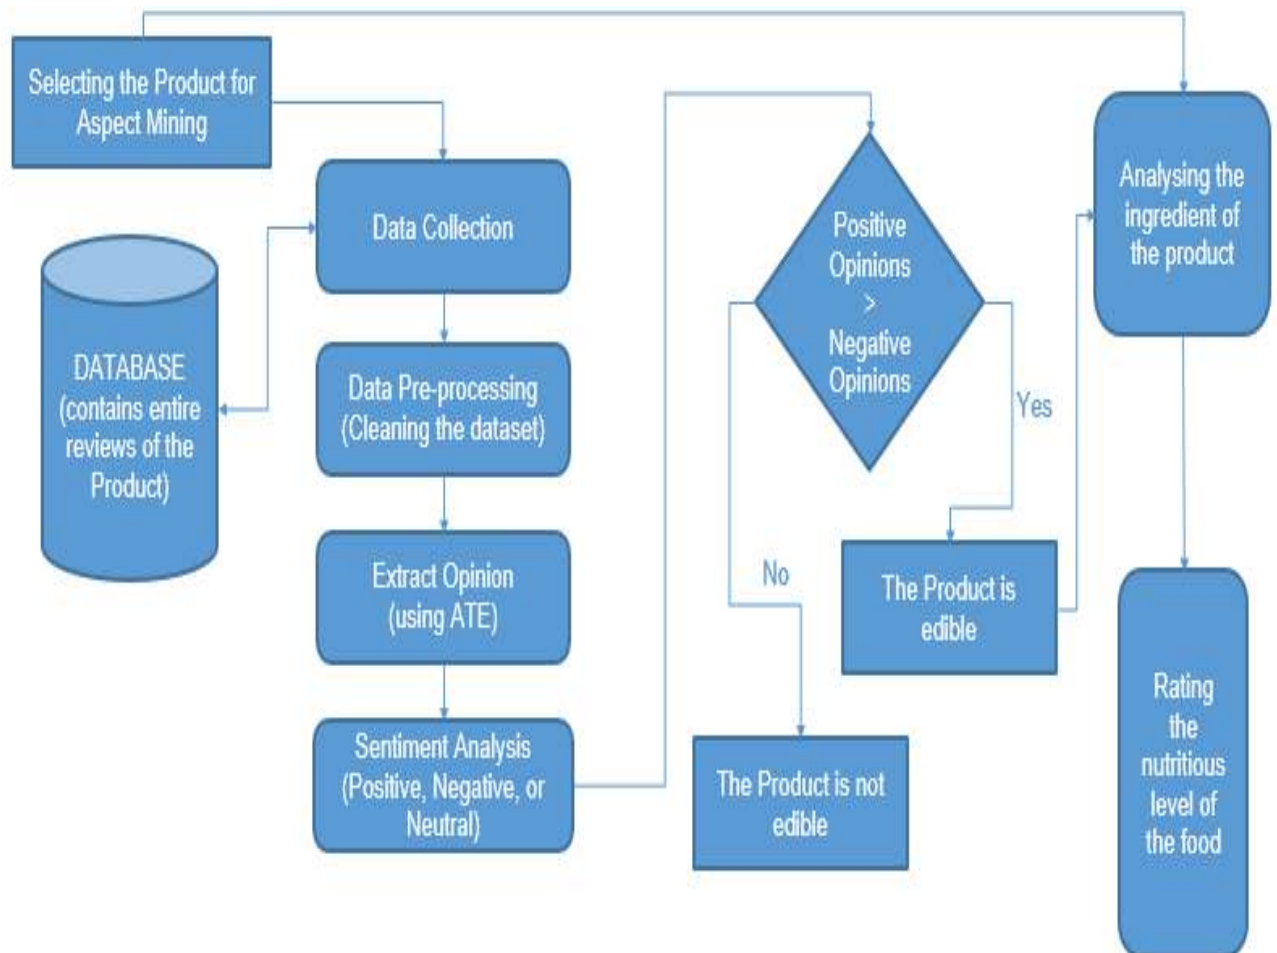 Selecting the Product for
Aspect Mining
Data Collection
DATABASE
(contains entire
reviews of the
Product)
Data Pre-processing
(Cleaning the dataset)
Extract Opinion
(using ATE)
Sentiment Analysis
(Positive, Negative, or
Neutral)
Positive
Opinions
>
Negative
Opinions
Yes
No
The Product is
edible
The Product is not
edible
Analysing the
ingredient of
the product
Rating
the
nutritious
level of
the food